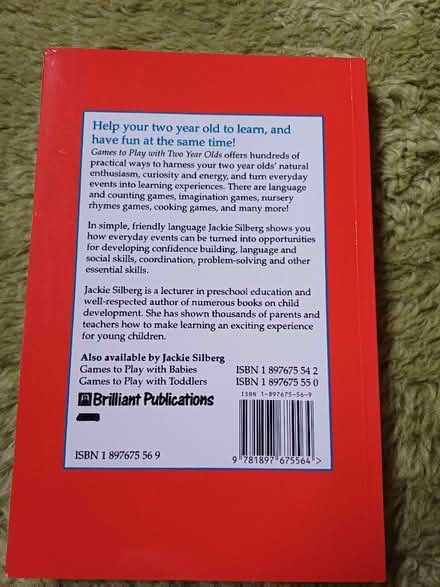 Help your two year old to learn, and
have fun at the same time!
Games to Play with Two Year Olds offers hundreds of
practical ways to harness your two year olds' natural
enthusiasm, curiosity and energy, and turn everyday
events into learning experiences. There are language
and counting games, imagination games, nursery
rhymes games, cooking games, and many more!
In simple, friendly language Jackie Silberg shows you
how everyday events can be turned into opportunities
for developing confidence building, language and
social skills, coordination, problem-solving and other
essential skills.
Jackie Silberg is a lecturer in preschool education and
well-respected author of numerous books on child
development. She has shown thousands of parents and
teachers how to make learning an exciting experience
for young children.
Also available by Jackie Silberg
Games to Play with Babies ISBN 1 897675 54 2
Games to Play with Toddlers ISBN 1 897675 55 0
Brilliant Publications
ISBN 1-897675-56-9
9 781897 675564 >
ISBN 1 897675 56 9